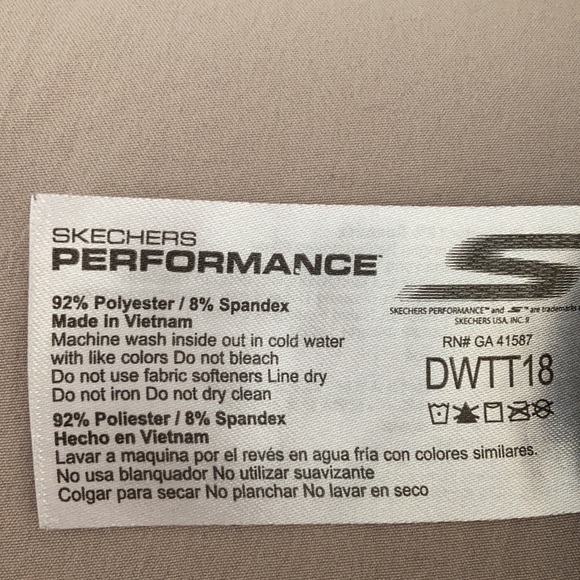 SKECHERS
PERFORMANCE
92% Polyester / 8% Spandex
Made in Vietnam
Machine wash inside out in cold water
with like colors Do not bleach
Do not use fabric softeners Line dry
Do not iron Do not dry clean
92% Poliester / 8% Spandex
Hecho en Vietnam
Lavar a maquina por el revés en agua fría con colores similares.
No usa blanquador No utilizar suavizante
Colgar para secar No planchar No lavar en seco
SKECHERS PERFORMANCE™ and ™ are trademarks
SKECHERS USA, INC. II
RN# GA 41587
DWTT18